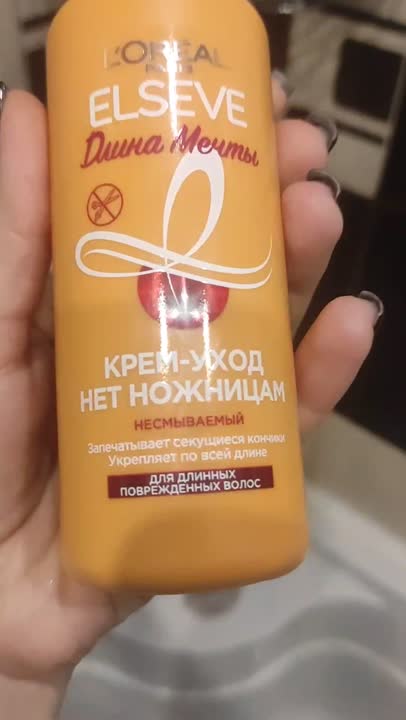 L'ORÉAL
PARIS
ELSEVE
Длина Мечты
КРЕМ-УХОД
НЕТ НОЖНИЦАМ
НЕСМЫВАЕМЫЙ
Запечатывает секущиеся кончики
Укрепляет по всей длине
ДЛЯ ДЛИННЫХ
ПОВРЕЖДЕННЫХ ВОЛОС